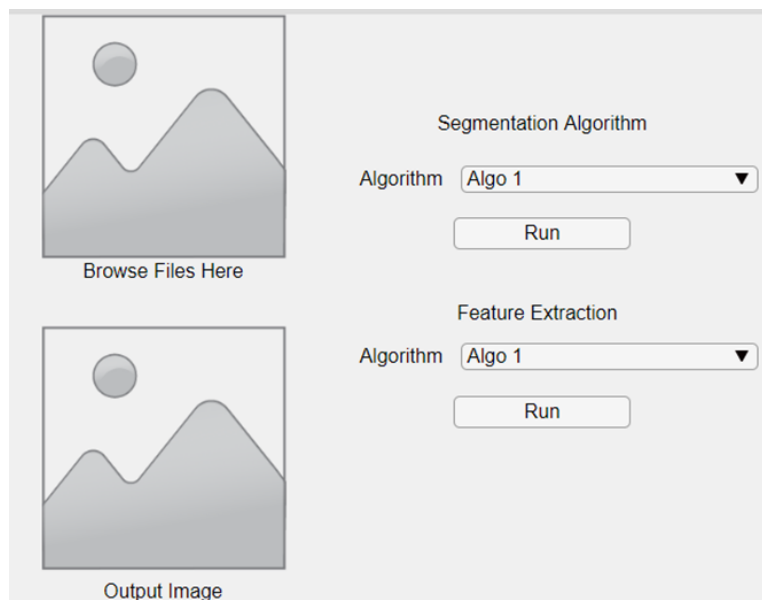 Segmentation Algorithm
Algorithm Algo 1
Run
Browse Files Here
Feature Extraction
Algorithm Algo 1
Run
Output Image